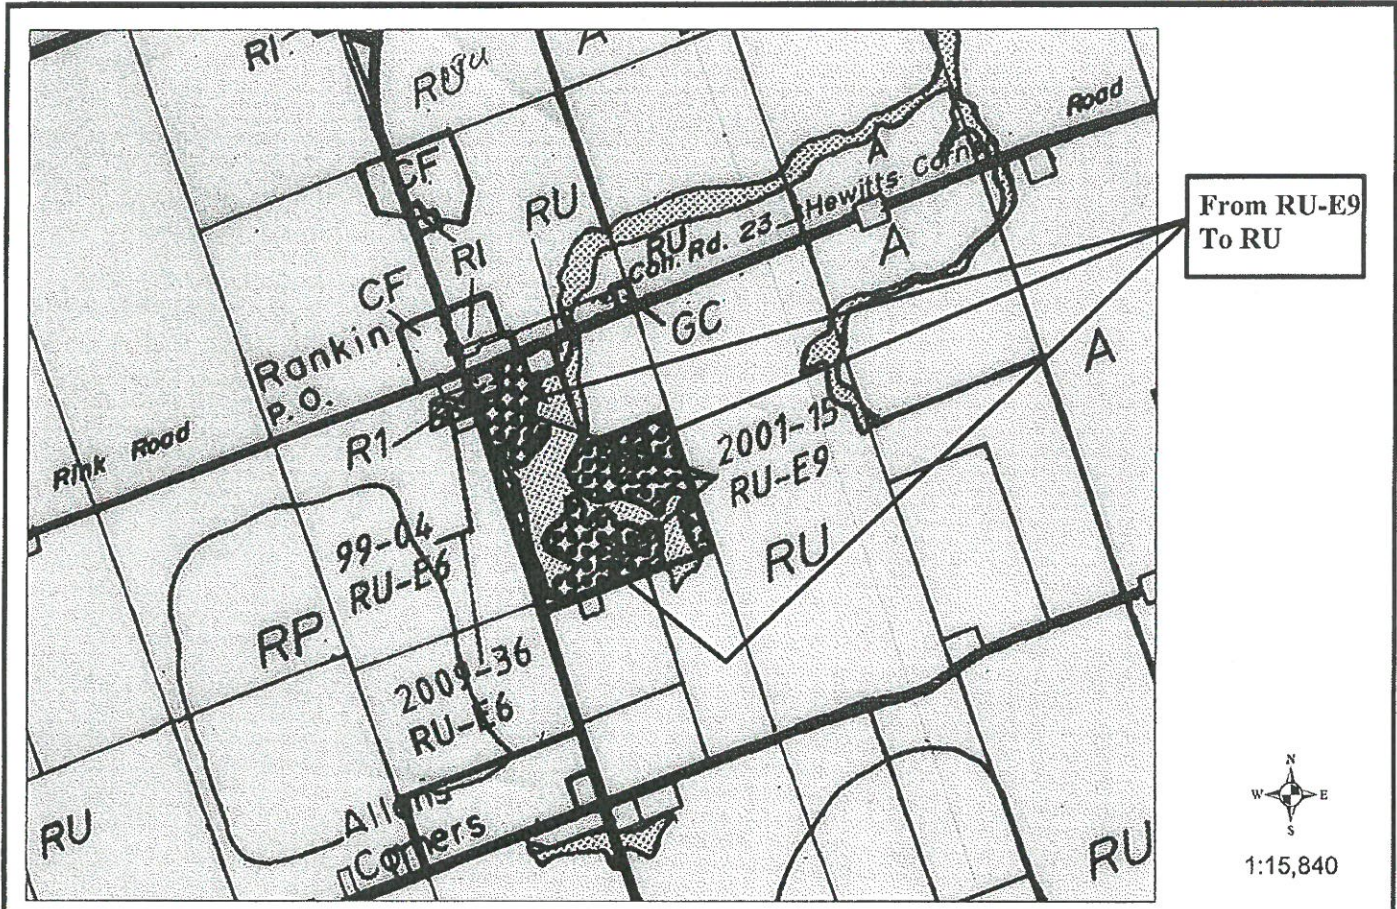 RI
A
Road
CF
RU
RI
CF
RU
Con. Rd. 23
Hewitts
A
A
From RU-E9
To RU
GC
Rankin
P.O.
A
Rink Road
R1
2001-15
RU-E9
99-04
RU-E6
RU
RP
2009-36
RU-E6
RU
Allens
Corners
RU
N
W
E
S
1:15,840